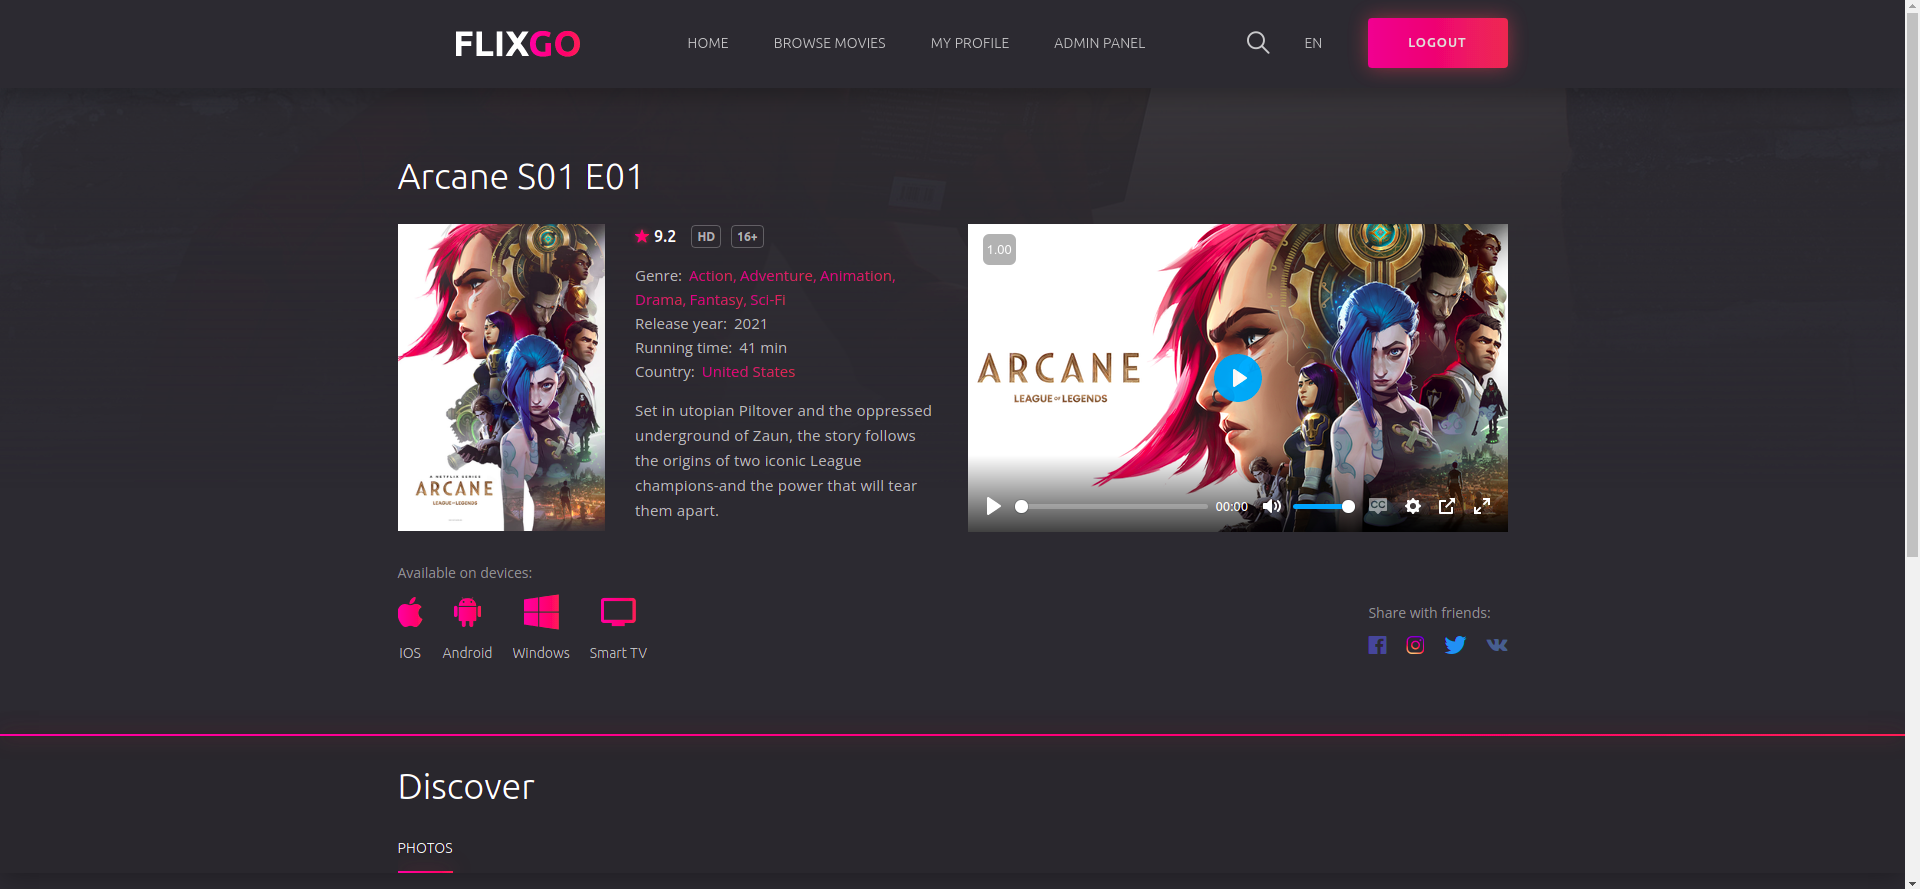 FLIXGO
HOME
BROWSE MOVIES
MY PROFILE
ADMIN PANEL
EN
LOGOUT
Arcane S01 E01
9.2 HD 16+
Genre: Action, Adventure, Animation,
Drama, Fantasy, Sci-Fi
Release year: 2021
Running time: 41 min
Country: United States
Set in utopian Piltover and the oppressed
underground of Zaun, the story follows
the origins of two iconic League
champions-and the power that will tear
them apart.
A NETFLIX SERIES
ARCANE
LEAGUE OF LEGENDS
1.00
ARCANE
LEAGUE OF LEGENDS
00:00
CC
Available on devices:
IOS
Android
Windows
Smart TV
Share with friends:
Discover
PHOTOS